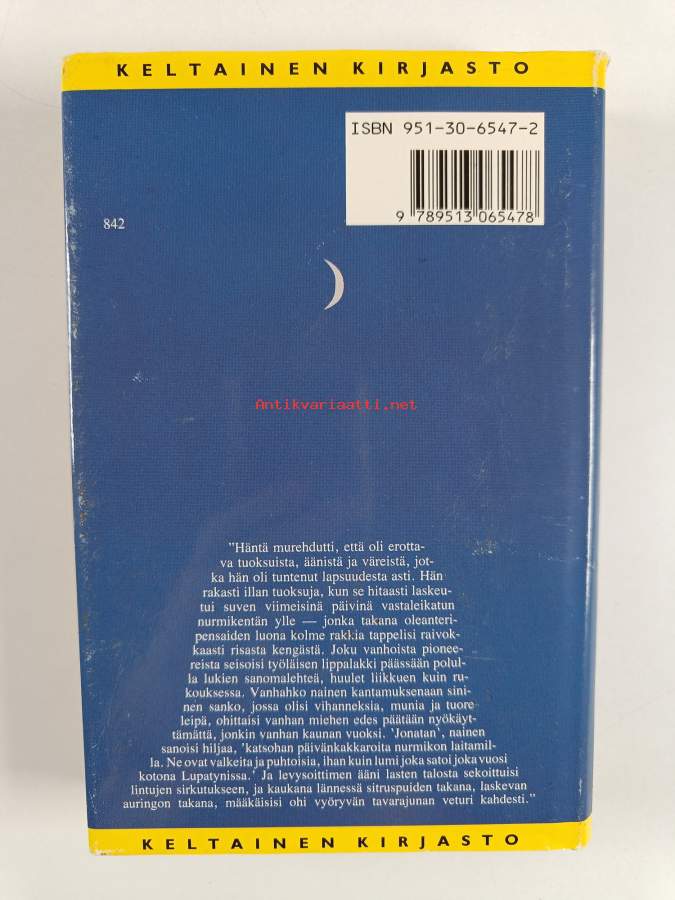 KELTAINEN KIRJASTO
ISBN 951-30-6547-2
9 789513 065478
842
Antikvariaatti.net
"Häntä murehdutti, että oli erotta-
va tuoksuista, äänistä ja väreistä, jot-
ka hän oli tuntenut lapsuudesta asti. Hän
rakasti illan tuoksuja, kun se hitaasti laskeu-
tui suven viimeisinä päivinä vastaleikatun
nurmikentän ylle — jonka takana oleanteri-
pensaiden luona kolme rakkia tappelisi raivok-
kaasti risasta kengästä. Joku vanhoista pionee-
reista seisoisi työläisen lippalakki päässään polul-
la lukien sanomalehteä, huulet liikkuen kuin ru-
kouksessa. Vanhahko nainen kantamuksenaan sini-
nen sanko, jossa olisi vihanneksia, munia ja tuore
leipä, ohittaisi vanhan miehen edes päätään nyökäyt-
tämättä, jonkin vanhan kaunan vuoksi. 'Jonatan', nainen
sanoisi hiljaa, 'katsohan päivänkakkaroita nurmikon laitamil-
la. Ne ovat valkeita ja puhtoisia, ihan kuin lumi joka satoi joka vuosi
kotona Lupatynissa.' Ja levysoittimen ääni lasten talosta sekoittuisi
lintujen sirkutukseen, ja kaukana lännessä sitruspuiden takana, laskevan
auringon takana, määkäisisi ohi vyöryvän tavarajunan veturi kahdesti."
KELTAINEN KIRJASTO